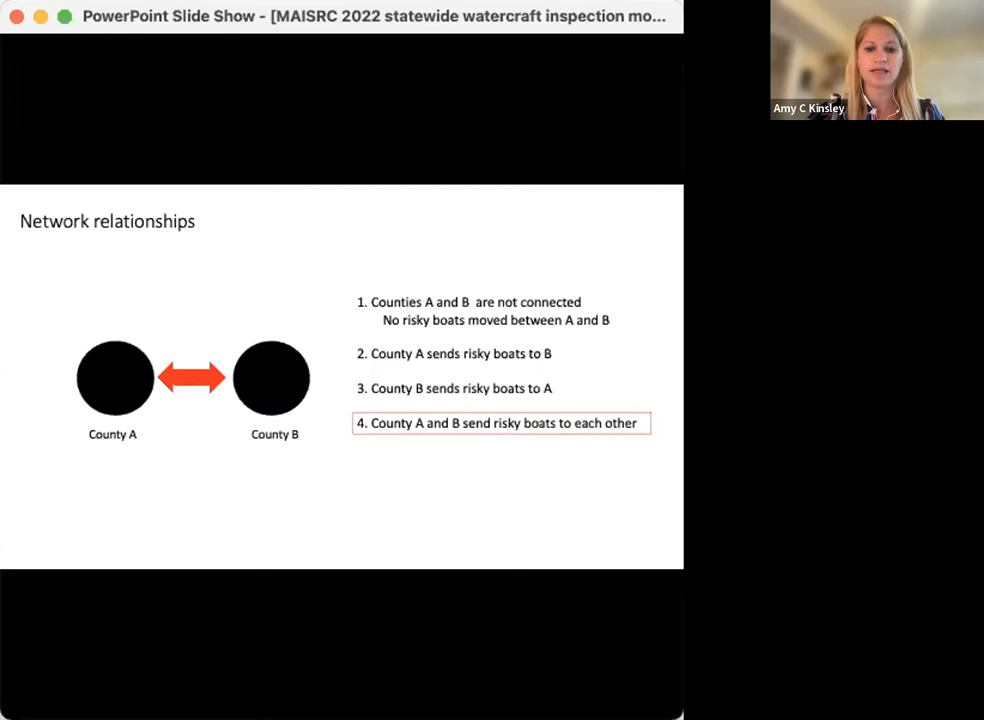 PowerPoint Slide Show - [MAISRC 2022 statewide watercraft inspection mo...
Amy C Kinsley
Network relationships
1. Counties A and B are not connected
No risky boats moved between A and B
2. County A sends risky boats to B
3. County B sends risky boats to A
4. County A and B send risky boats to each other
County A
County B